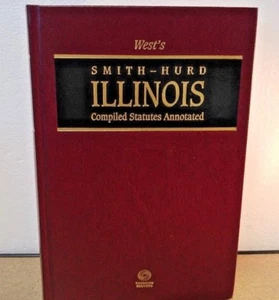 West's
SMITH-HURD
ILLINOIS
Compiled Statutes Annotated